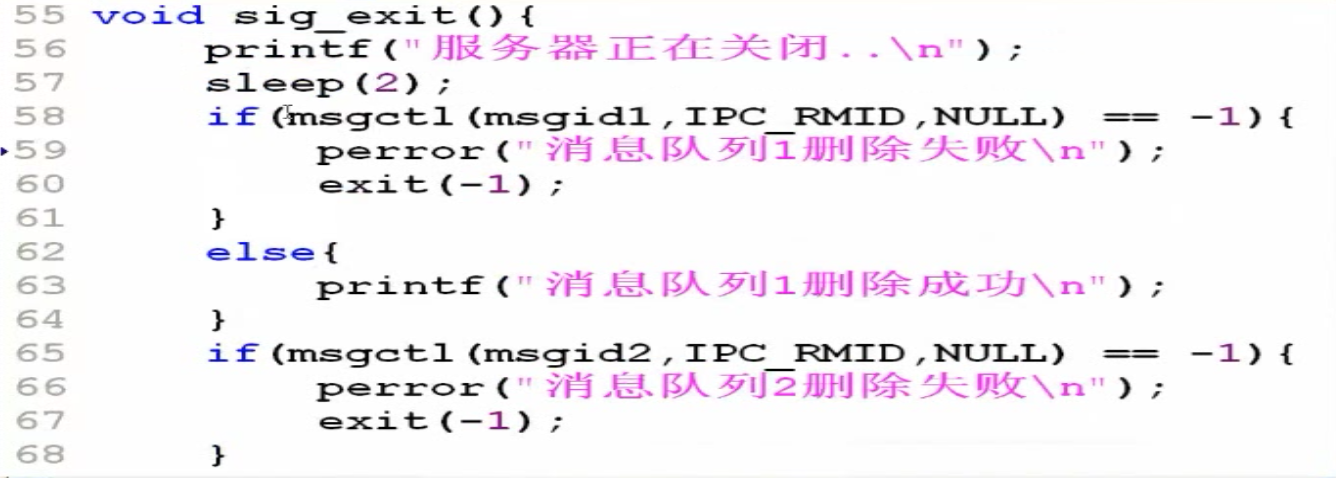 55 void sig_exit(){
56 printf("服务器正在关闭..\n");
57 sleep(2);
58 if(msgctl(msgid1,IPC_RMID,NULL) == -1){
59 perror("消息队列1删除失败\n");
60 exit(-1);
61 }
62 else{
63 printf("消息队列1删除成功\n");
64 }
65 if(msgctl(msgid2,IPC_RMID,NULL) == -1){
66 perror("消息队列2删除失败\n");
67 exit(-1);
68 }